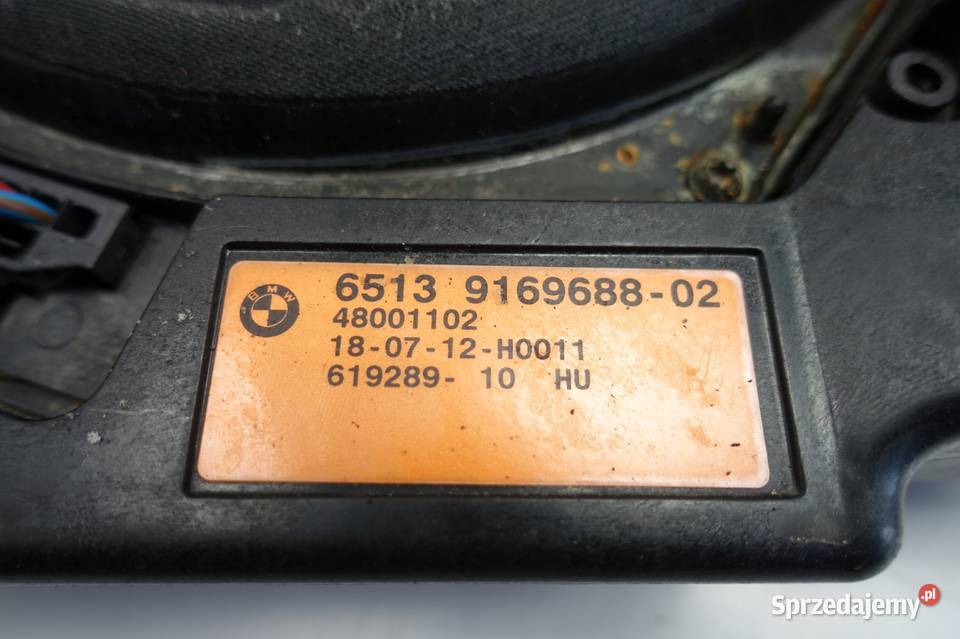 BMW
6513 9169688-02
48001102
18-07-12-H0011
619289- 10 HU
Sprzedajemy.pl